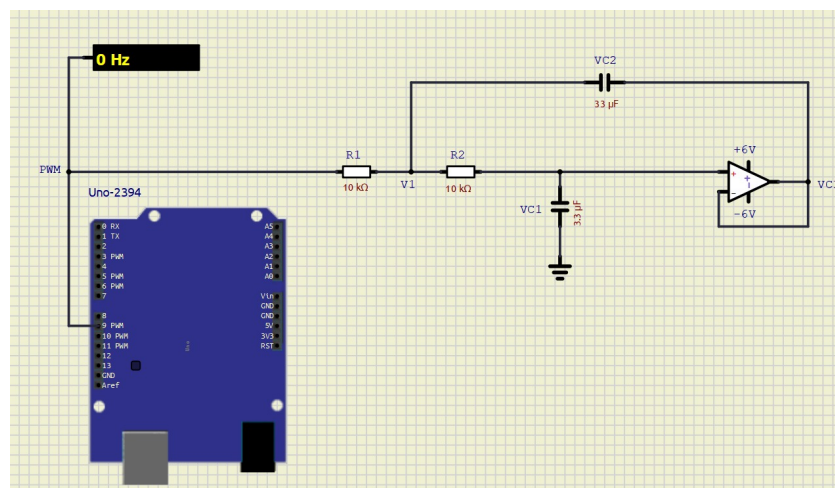 0 Hz
VC2
33 µF
PWM
R1
10 kΩ
V1
R2
10 kΩ
VC1
3.3 µF
+6V
+
+
−
−
-6V
VC
Uno-2394
0 RX
1 TX
2
3 PWM
4
5 PWM
6 PWM
7
8
9 PWM
10 PWM
11 PWM
12
13
GND
Aref
A5
A4
A3
A2
A1
A0
Vin
GND
GND
5V
3V3
RST